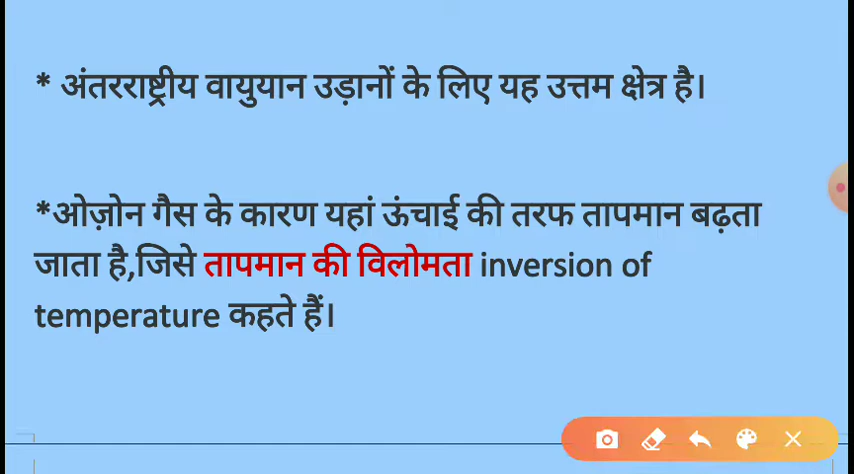 * अंतरराष्ट्रीय वायुयान उड़ानों के लिए यह उत्तम क्षेत्र है।
*ओज़ोन गैस के कारण यहां ऊंचाई की तरफ तापमान बढ़ता
जाता है,जिसे तापमान की विलोमता inversion of
temperature कहते हैं।